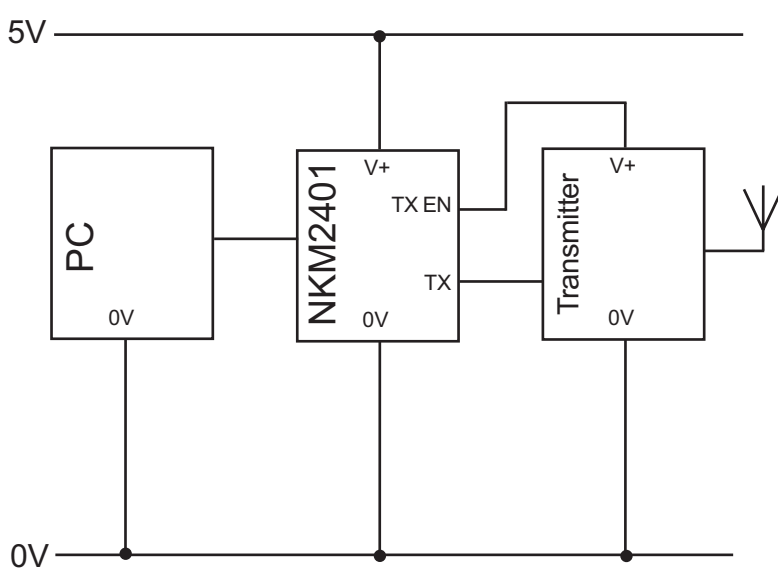 5V
PC
0V
NKM2401
V+
TX EN
TX
0V
Transmitter
V+
0V
0V